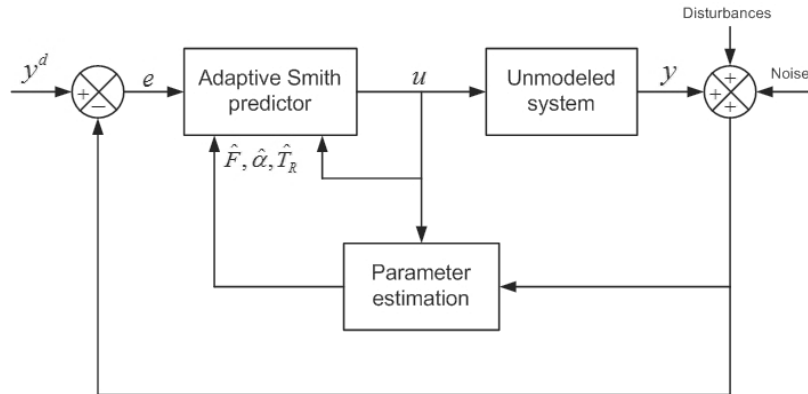 Disturbances
y^d
+
−
e
Adaptive Smith
predictor
u
Unmodeled
system
y
+
+
+
Noise
F̂, α̂, T̂_R
Parameter
estimation